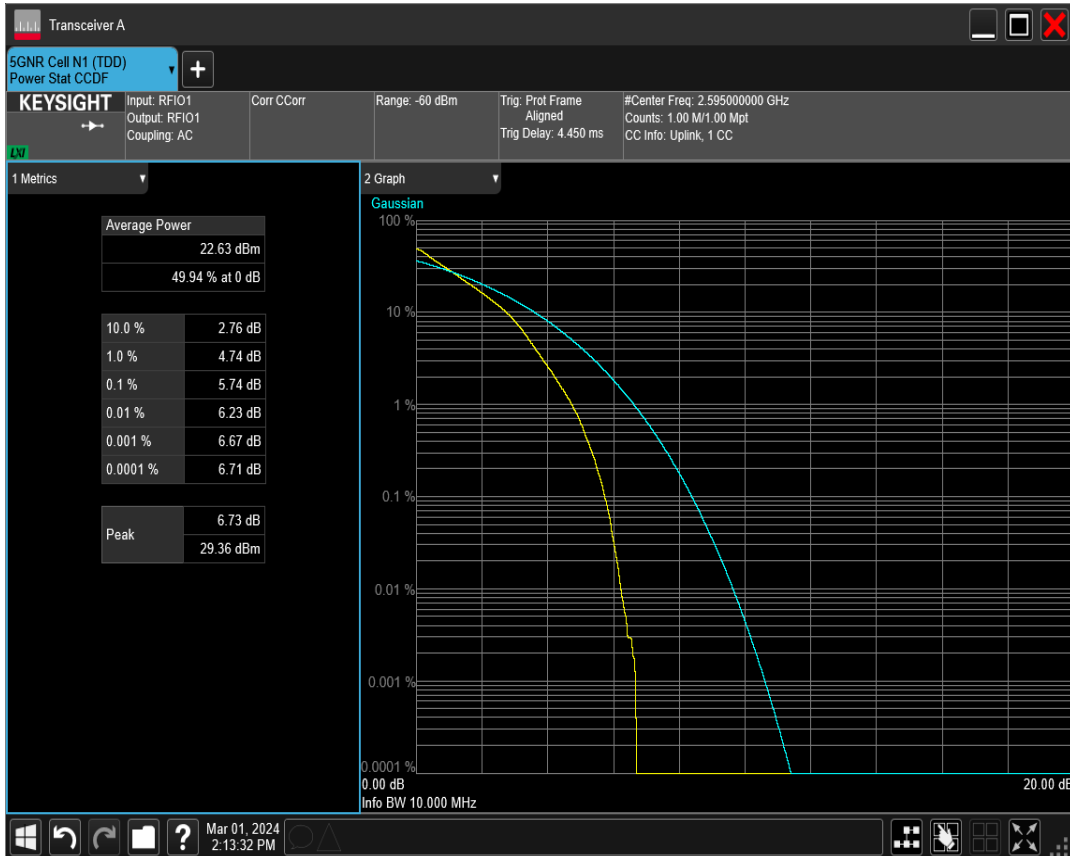 Transceiver A
5GNR Cell N1 (TDD)
Power Stat CCDF
+
KEYSIGHT
LXI
Input: RFIO1
Output: RFIO1
Coupling: AC
Corr CCorr
Range: -60 dBm
Trig: Prot Frame
Aligned
Trig Delay: 4.450 ms
#Center Freq: 2.595000000 GHz
Counts: 1.00 M/1.00 Mpt
CC Info: Uplink, 1 CC
1 Metrics
Average Power
22.63 dBm
49.94 % at 0 dB
10.0 % 2.76 dB
1.0 % 4.74 dB
0.1 % 5.74 dB
0.01 % 6.23 dB
0.001 % 6.67 dB
0.0001 % 6.71 dB
Peak
6.73 dB
29.36 dBm
2 Graph
Gaussian
100 %
10 %
1 %
0.1 %
0.01 %
0.001 %
0.0001 %
0.00 dB 20.00 dB
Info BW 10.000 MHz
?
Mar 01, 2024
2:13:32 PM